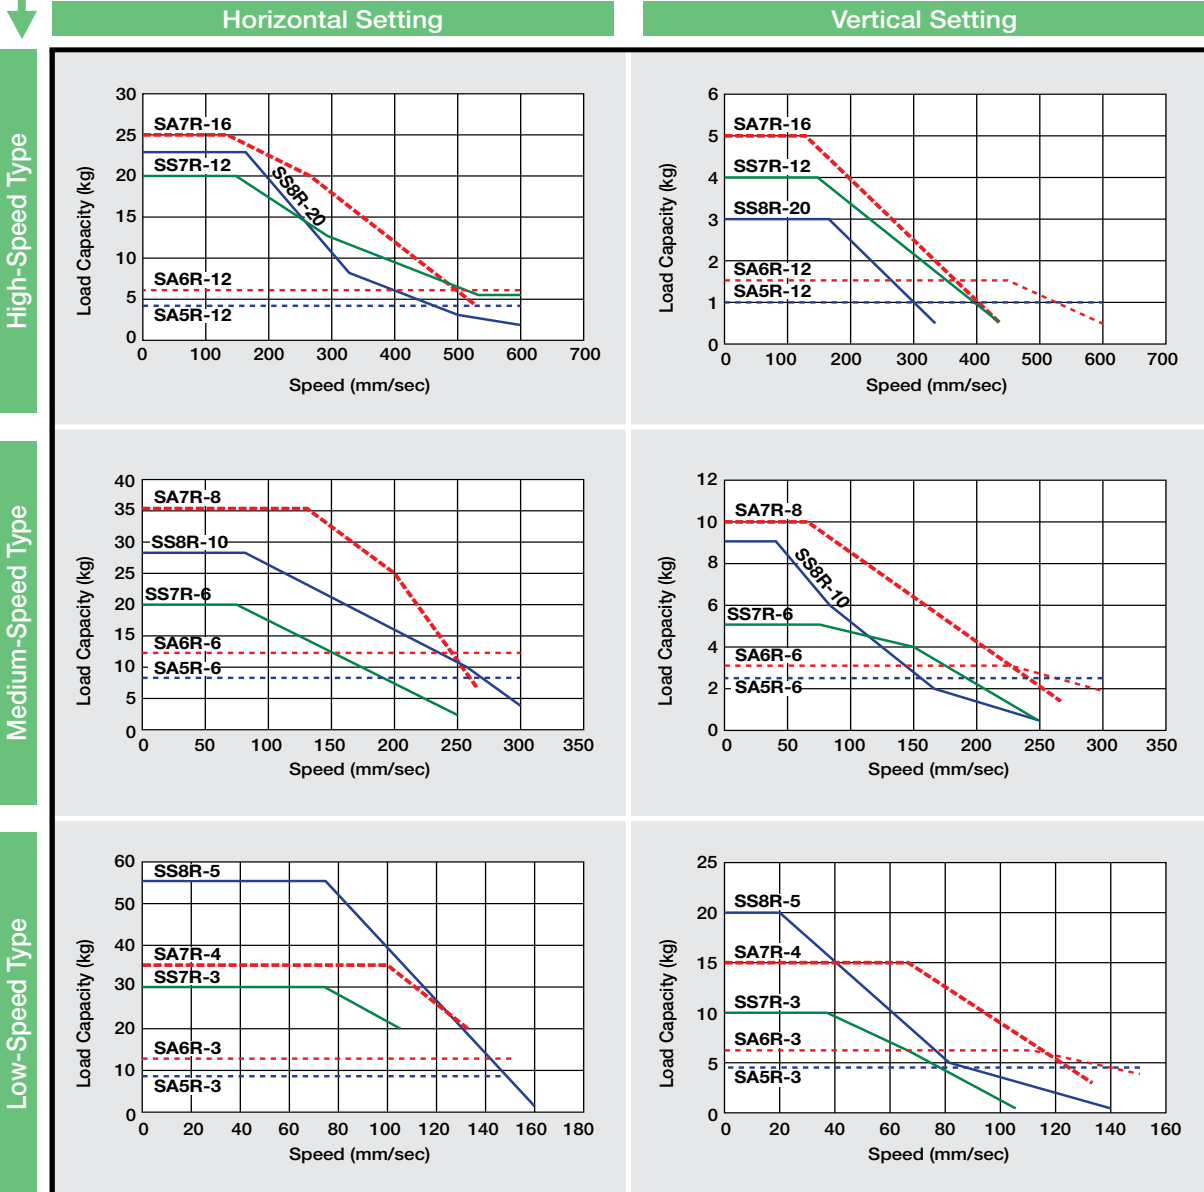 Horizontal Setting
Vertical Setting
High-Speed Type
Load Capacity (kg)
30
25
20
15
10
5
0
SA7R-16
SS7R-12
SS8R-20
SA6R-12
SA5R-12
0 100 200 300 400 500 600 700
Speed (mm/sec)
Load Capacity (kg)
6
5
4
3
2
1
0
SA7R-16
SS7R-12
SS8R-20
SA6R-12
SA5R-12
0 100 200 300 400 500 600 700
Speed (mm/sec)
Medium-Speed Type
Load Capacity (kg)
40
35
30
25
20
15
10
5
0
SA7R-8
SS8R-10
SS7R-6
SA6R-6
SA5R-6
0 50 100 150 200 250 300 350
Speed (mm/sec)
Load Capacity (kg)
12
10
8
6
4
2
0
SA7R-8
SS8R-10
SS7R-6
SA6R-6
SA5R-6
0 50 100 150 200 250 300 350
Speed (mm/sec)
Low-Speed Type
Load Capacity (kg)
60
50
40
30
20
10
0
SS8R-5
SA7R-4
SS7R-3
SA6R-3
SA5R-3
0 20 40 60 80 100 120 140 160 180
Speed (mm/sec)
Load Capacity (kg)
25
20
15
10
5
0
SS8R-5
SA7R-4
SS7R-3
SA6R-3
SA5R-3
0 20 40 60 80 100 120 140 160
Speed (mm/sec)